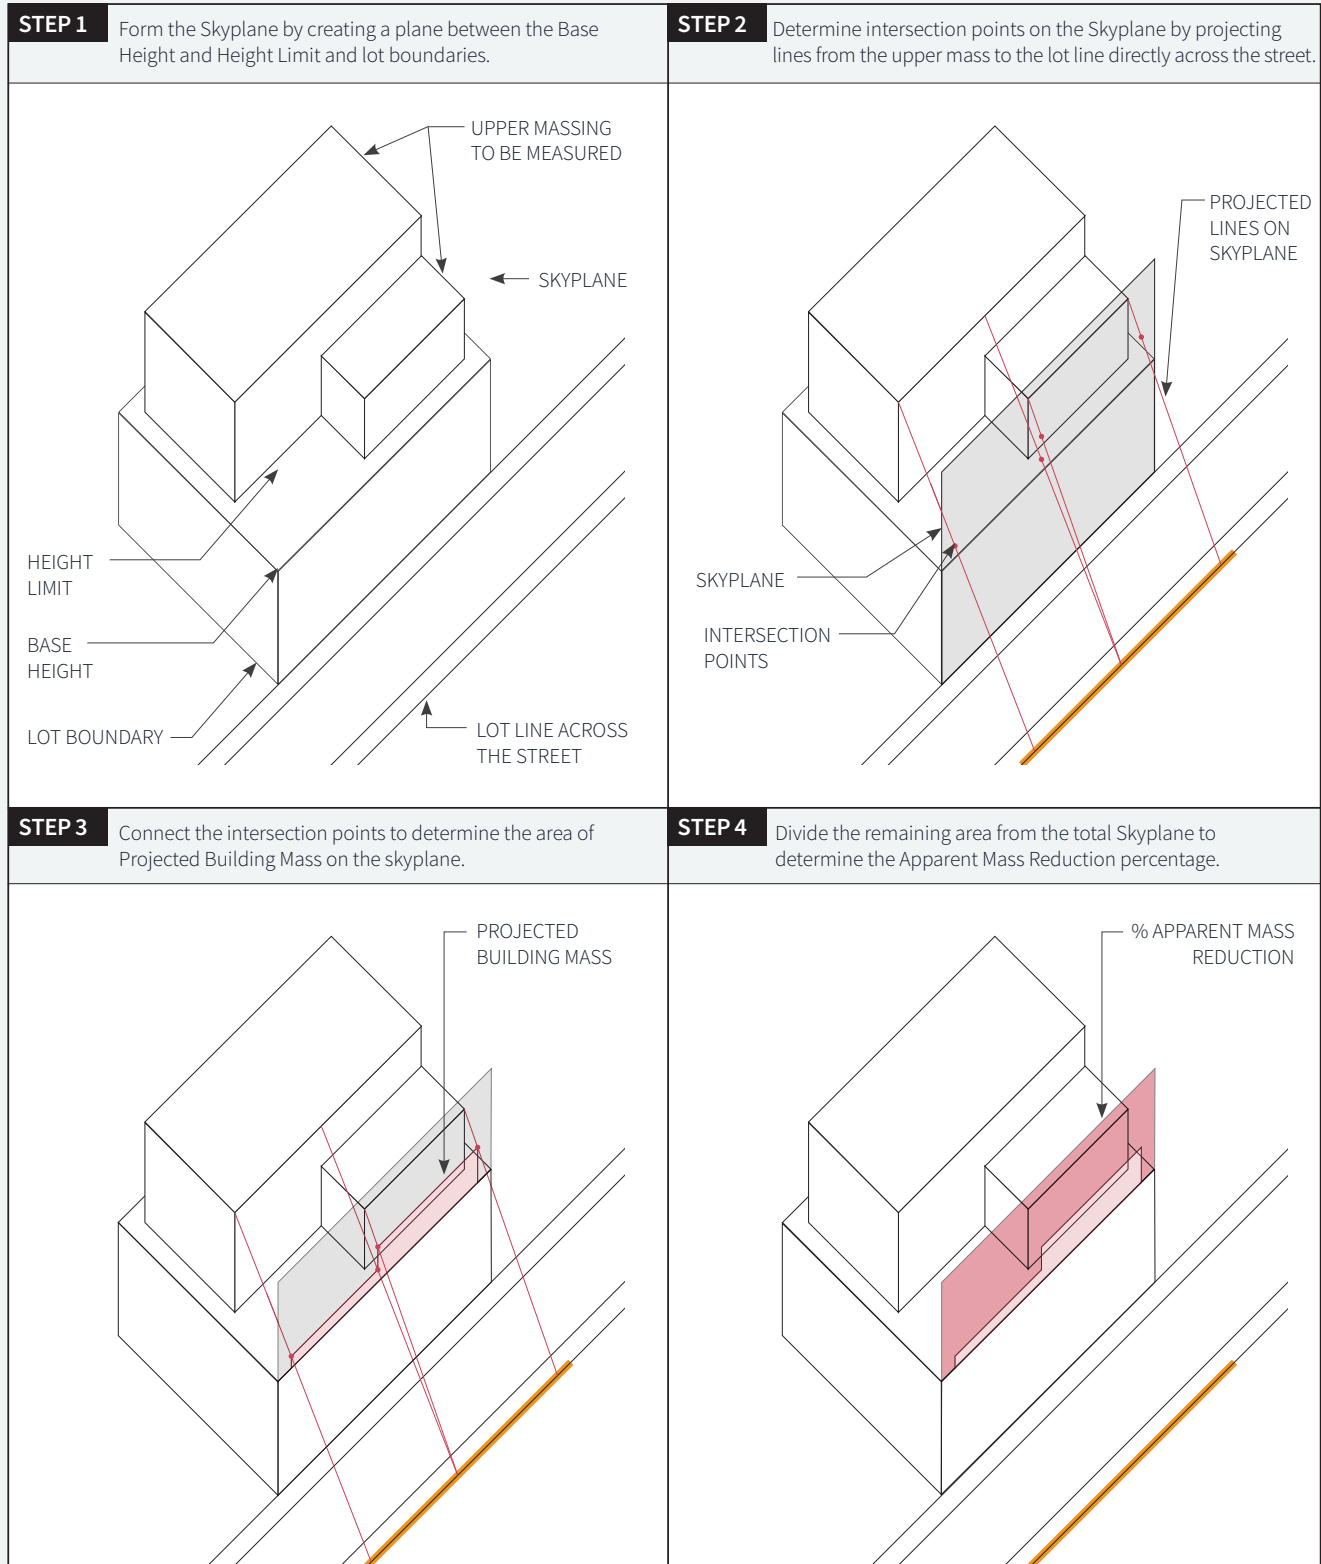 STEP 1
Form the Skyplane by creating a plane between the Base
Height and Height Limit and lot boundaries.
UPPER MASSING
TO BE MEASURED
SKYPLANE
HEIGHT
LIMIT
BASE
HEIGHT
LOT BOUNDARY
LOT LINE ACROSS
THE STREET
STEP 2
Determine intersection points on the Skyplane by projecting
lines from the upper mass to the lot line directly across the street.
PROJECTED
LINES ON
SKYPLANE
SKYPLANE
INTERSECTION
POINTS
STEP 3
Connect the intersection points to determine the area of
Projected Building Mass on the skyplane.
PROJECTED
BUILDING MASS
STEP 4
Divide the remaining area from the total Skyplane to
determine the Apparent Mass Reduction percentage.
% APPARENT MASS
REDUCTION